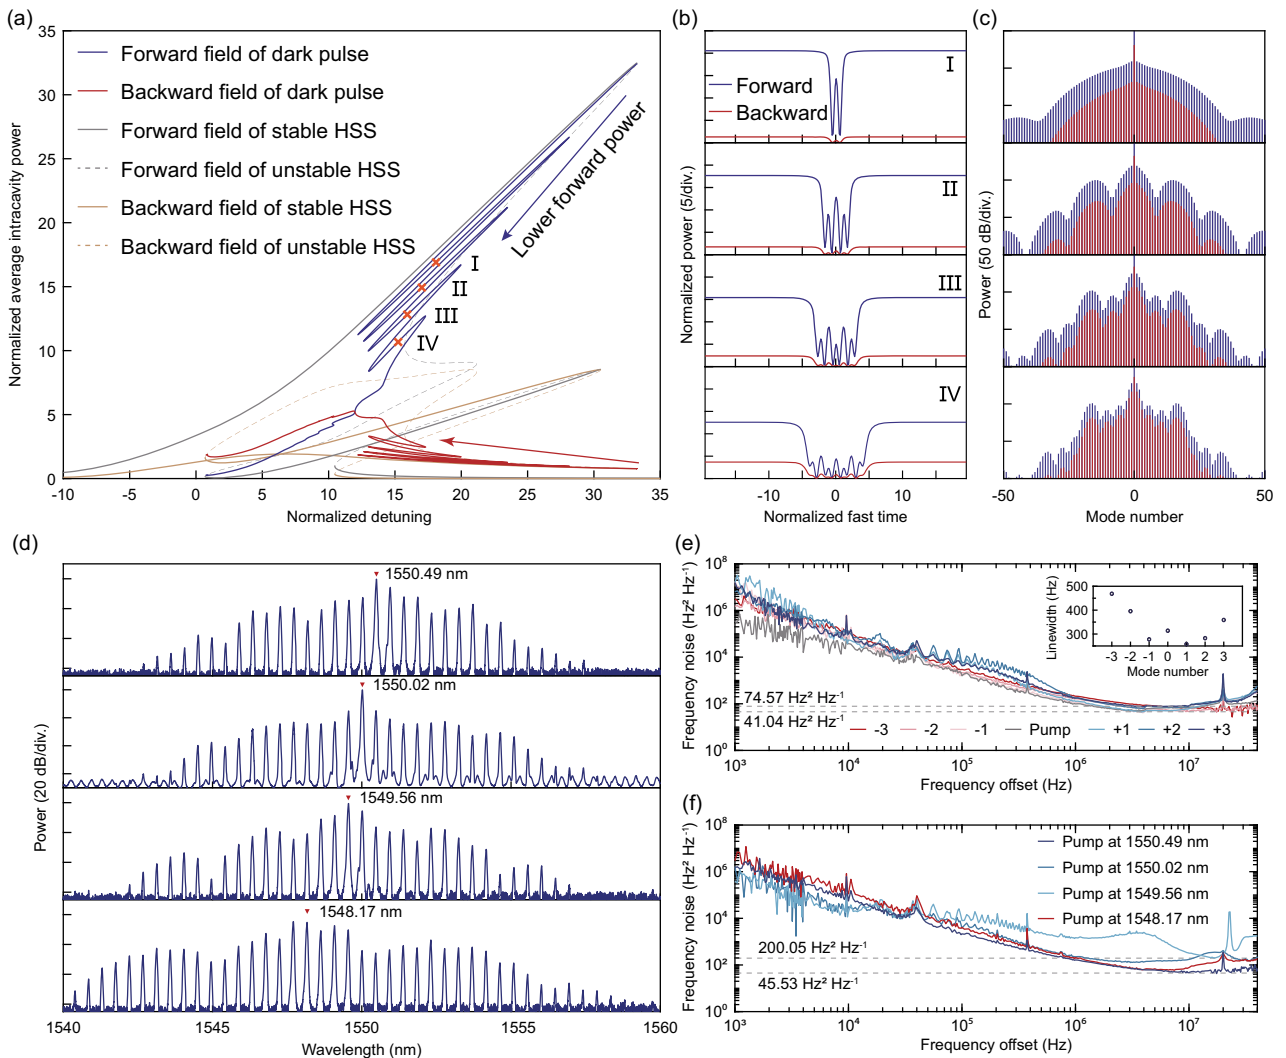 (a)
Normalized average intracavity power
35
30
25
20
15
10
5
0
-10
-5
0
5
10
15
20
25
30
35
Normalized detuning
Forward field of dark pulse
Backward field of dark pulse
Forward field of stable HSS
Forward field of unstable HSS
Backward field of stable HSS
Backward field of unstable HSS
Lower forward power
I
II
III
IV
(b)
Normalized power (5/div.)
Forward
Backward
I
II
III
IV
-10
0
10
Normalized fast time
(c)
Power (50 dB/div.)
-50
0
50
Mode number
(d)
Power (20 dB/div.)
1550.49 nm
1550.02 nm
1549.56 nm
1548.17 nm
1540
1545
1550
1555
1560
Wavelength (nm)
(e)
Frequency noise (Hz² Hz⁻¹)
10⁸
10⁶
10⁴
10²
10⁰
74.57 Hz² Hz⁻¹
41.04 Hz² Hz⁻¹
-3
-2
-1
Pump
+1
+2
+3
Linewidth (Hz)
500
400
300
-3
-2
-1
0
1
2
3
Mode number
10³
10⁴
10⁵
10⁶
10⁷
Frequency offset (Hz)
(f)
Frequency noise (Hz² Hz⁻¹)
10⁸
10⁶
10⁴
10²
10⁰
Pump at 1550.49 nm
Pump at 1550.02 nm
Pump at 1549.56 nm
Pump at 1548.17 nm
200.05 Hz² Hz⁻¹
45.53 Hz² Hz⁻¹
10³
10⁴
10⁵
10⁶
10⁷
Frequency offset (Hz)